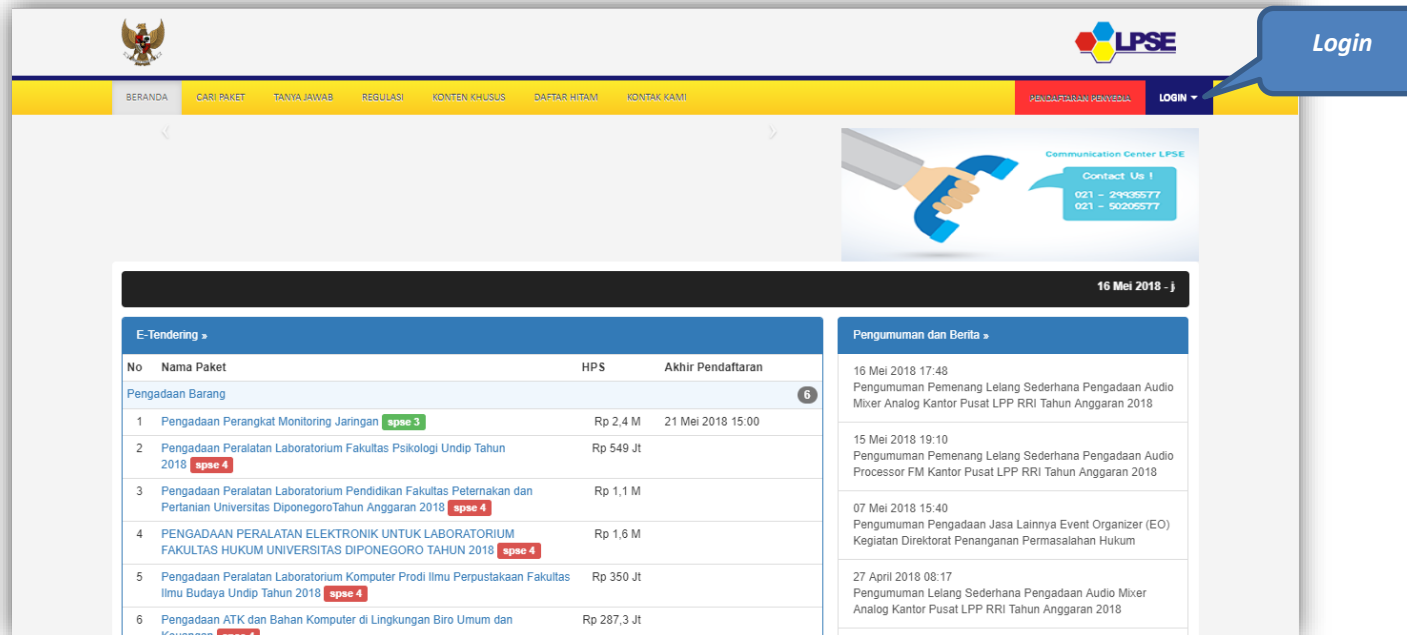 LPSE
Login
BERANDA CARI PAKET TANYA JAWAB REGULASI KONTEN KHUSUS DAFTAR HITAM KONTAK KAMI PENDAFTARAN PENYEDIA LOGIN
Communication Center LPSE
Contact Us !
021 - 29935577
021 - 50205577
16 Mei 2018 - j
E-Tendering »
No Nama Paket HPS Akhir Pendaftaran
Pengadaan Barang 6
1 Pengadaan Perangkat Monitoring Jaringan spse 3 Rp 2,4 M 21 Mei 2018 15:00
2 Pengadaan Peralatan Laboratorium Fakultas Psikologi Undip Tahun Rp 549 Jt
2018 spse 4
3 Pengadaan Peralatan Laboratorium Pendidikan Fakultas Peternakan dan Rp 1,1 M
Pertanian Universitas DiponegoroTahun Anggaran 2018 spse 4
4 PENGADAAN PERALATAN ELEKTRONIK UNTUK LABORATORIUM Rp 1,6 M
FAKULTAS HUKUM UNIVERSITAS DIPONEGORO TAHUN 2018 spse 4
5 Pengadaan Peralatan Laboratorium Komputer Prodi Ilmu Perpustakaan Fakultas Rp 350 Jt
Ilmu Budaya Undip Tahun 2018 spse 4
6 Pengadaan ATK dan Bahan Komputer di Lingkungan Biro Umum dan Rp 287,3 Jt
Keuangan spse 4
Pengumuman dan Berita »
16 Mei 2018 17:48
Pengumuman Pemenang Lelang Sederhana Pengadaan Audio
Mixer Analog Kantor Pusat LPP RRI Tahun Anggaran 2018
15 Mei 2018 19:10
Pengumuman Pemenang Lelang Sederhana Pengadaan Audio
Processor FM Kantor Pusat LPP RRI Tahun Anggaran 2018
07 Mei 2018 15:40
Pengumuman Pengadaan Jasa Lainnya Event Organizer (EO)
Kegiatan Direktorat Penanganan Permasalahan Hukum
27 April 2018 08:17
Pengumuman Lelang Sederhana Pengadaan Audio Mixer
Analog Kantor Pusat LPP RRI Tahun Anggaran 2018